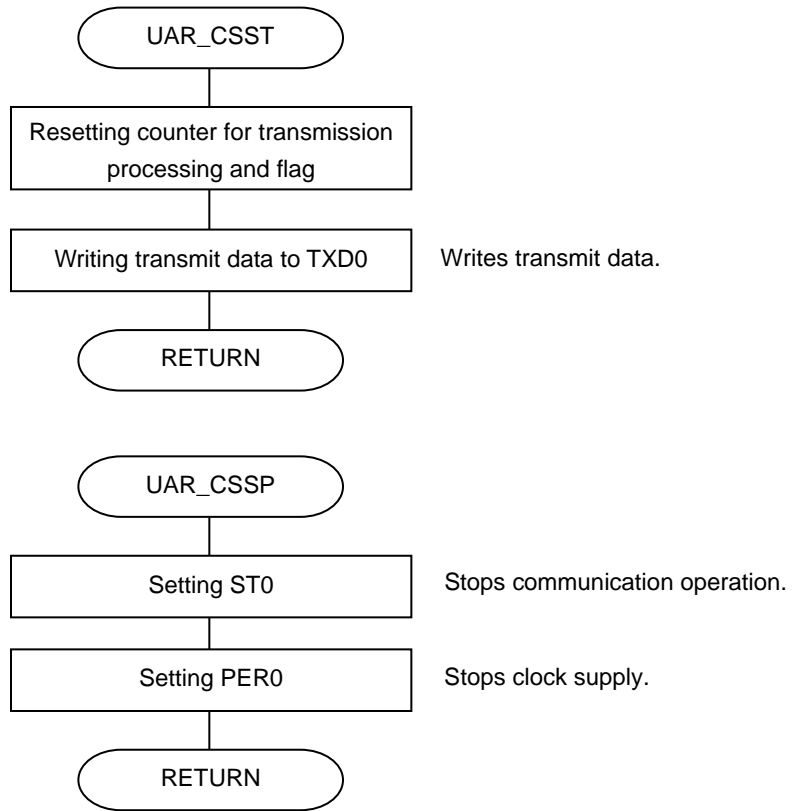 UAR_CSST
Resetting counter for transmission
processing and flag
Writing transmit data to TXD0
Writes transmit data.
RETURN
UAR_CSSP
Setting ST0
Stops communication operation.
Setting PER0
Stops clock supply.
RETURN